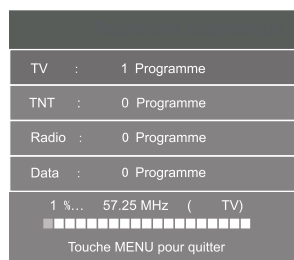 TV : 1 Programme
TNT : 0 Programme
Radio : 0 Programme
Data : 0 Programme
1 %... 57.25 MHz ( TV)
Touche MENU pour quitter